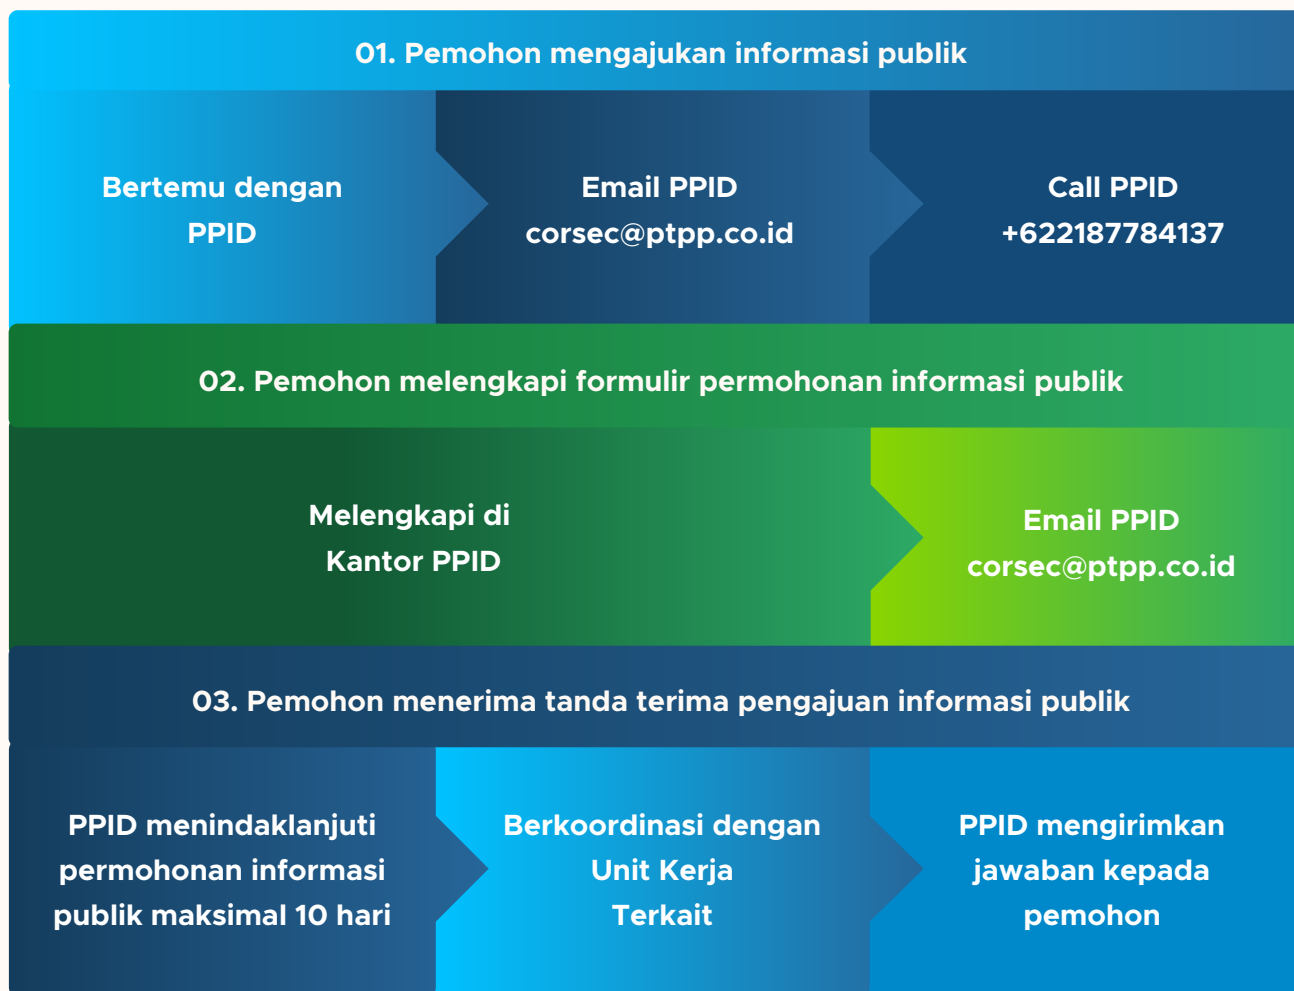 01. Pemohon mengajukan informasi publik
Bertemu dengan
PPID
Email PPID
corsec@ptpp.co.id
Call PPID
+622187784137
02. Pemohon melengkapi formulir permohonan informasi publik
Melengkapi di
Kantor PPID
Email PPID
corsec@ptpp.co.id
03. Pemohon menerima tanda terima pengajuan informasi publik
PPID menindaklanjuti
permohonan informasi
publik maksimal 10 hari
Berkoordinasi dengan
Unit Kerja
Terkait
PPID mengirimkan
jawaban kepada
pemohon